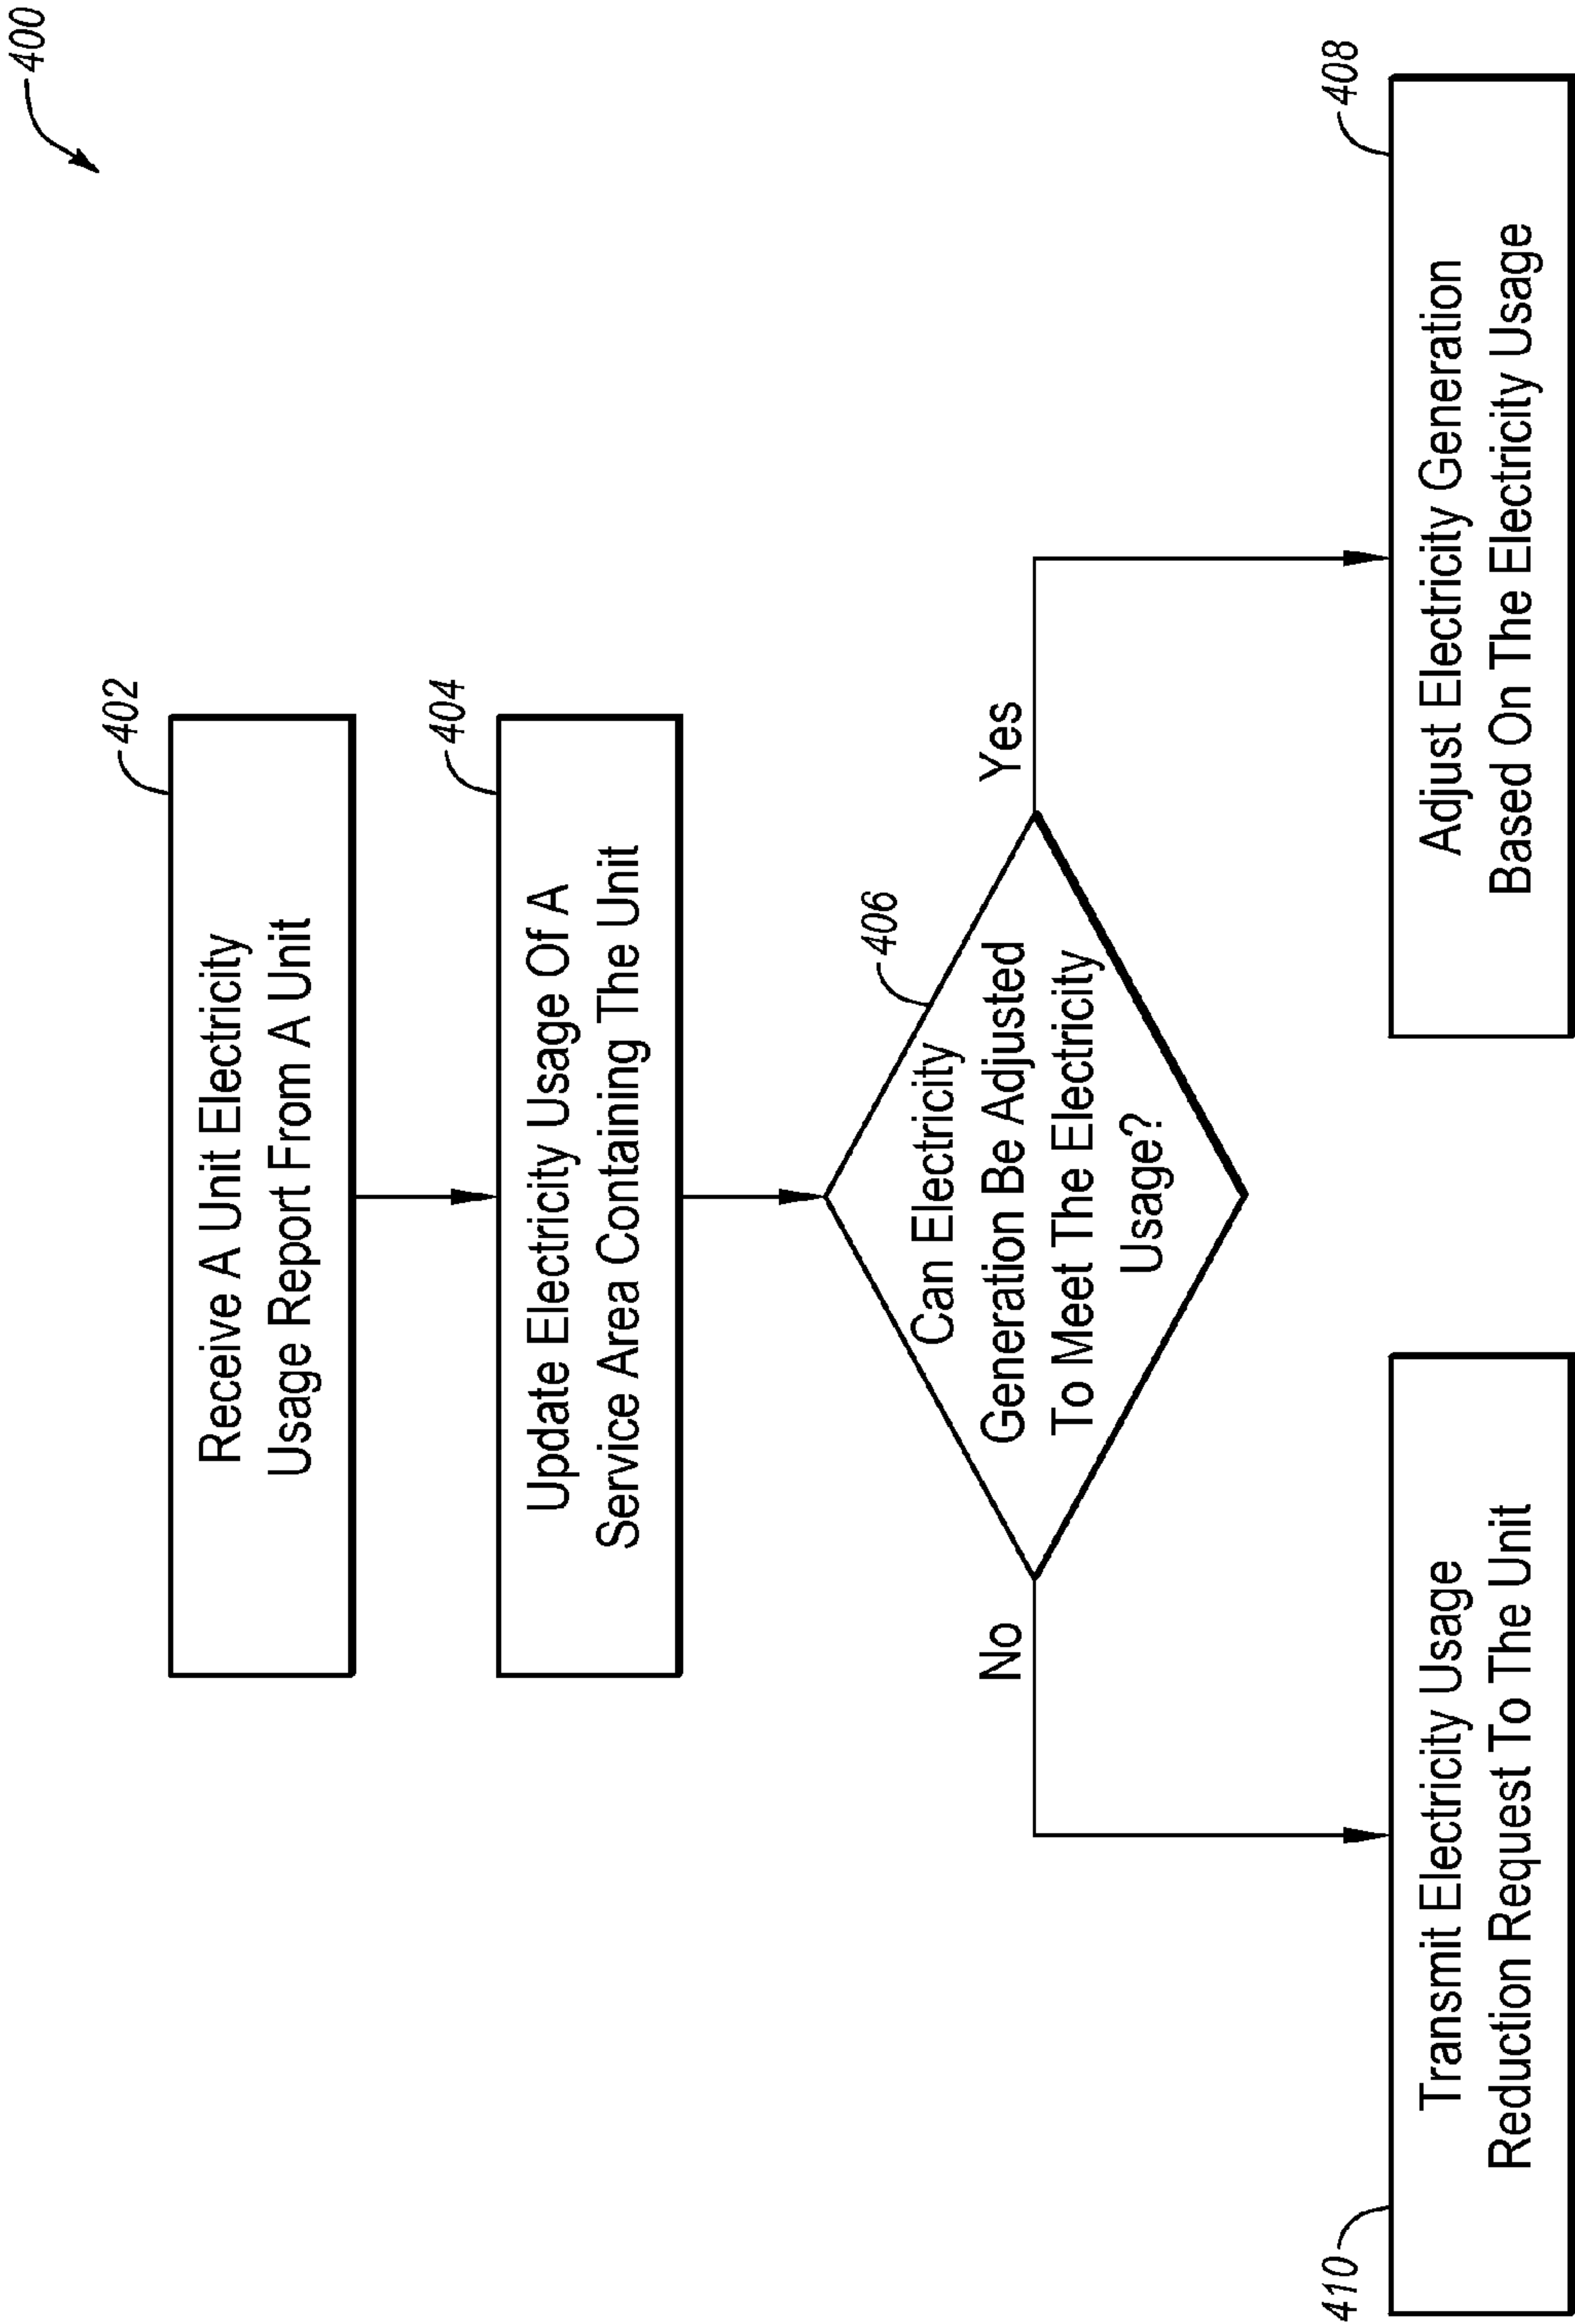 400
402
Receive A Unit Electricity
Usage Report From A Unit
404
Update Electricity Usage Of A
Service Area Containing The Unit
406
Can Electricity
Generation Be Adjusted
To Meet The Electricity
Usage?
No
Yes
410
Transmit Electricity Usage
Reduction Request To The Unit
408
Adjust Electricity Generation
Based On The Electricity Usage